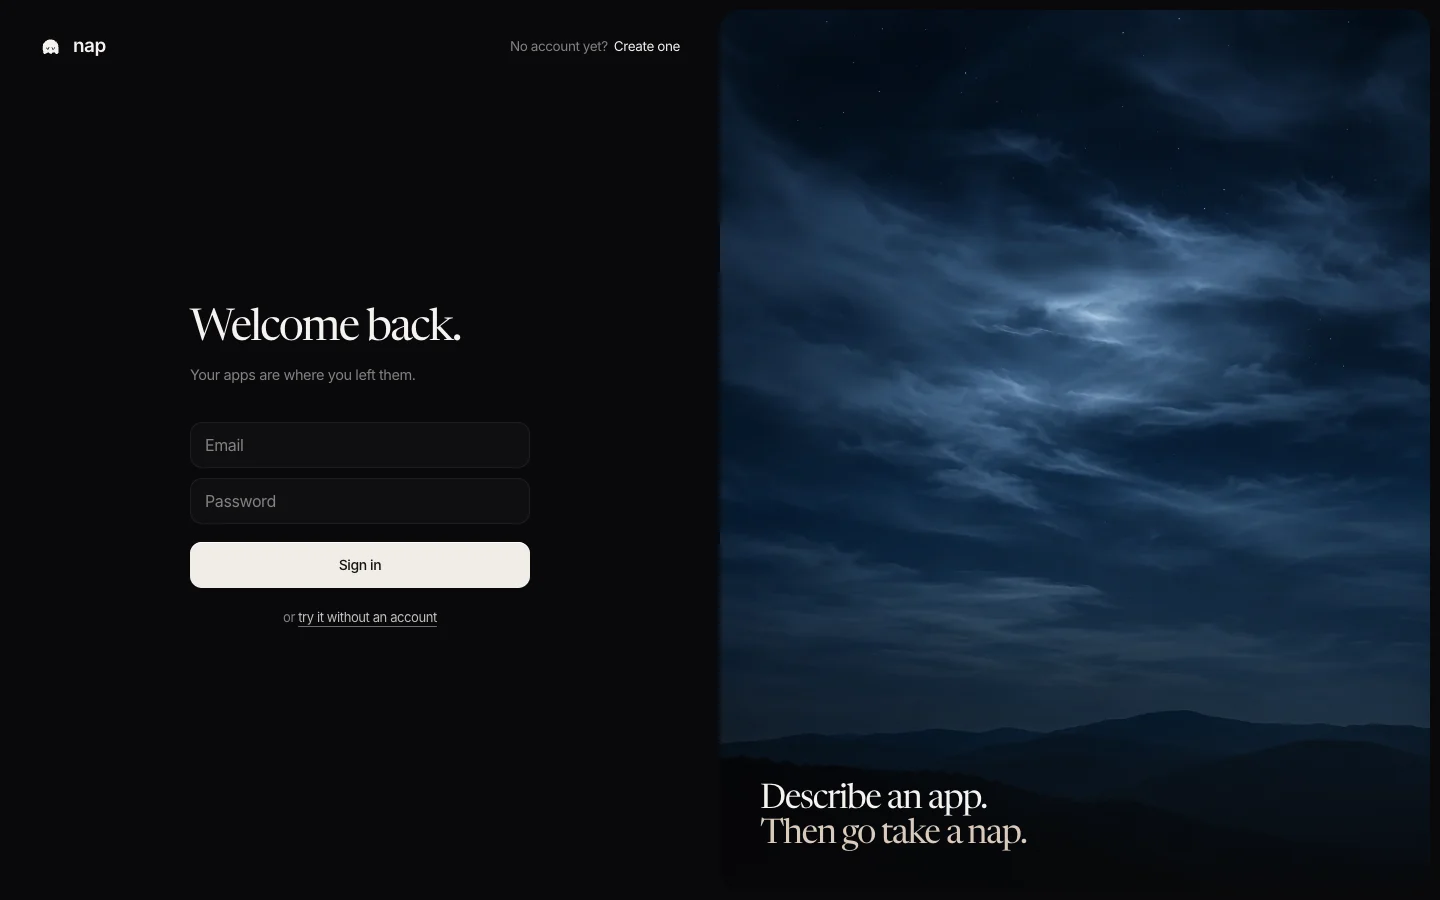 nap
No account yet? Create one
Welcome back.
Your apps are where you left them.
Email
Password
Sign in
or try it without an account
Describe an app.
Then go take a nap.